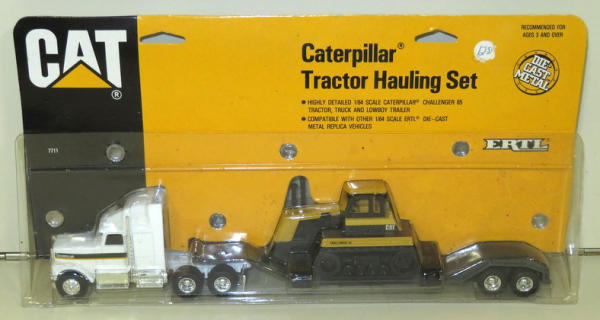 CAT
®
Caterpillar®
Tractor Hauling Set
• HIGHLY DETAILED 1/64 SCALE CATERPILLAR® CHALLENGER 65
TRACTOR, TRUCK AND LOWBOY TRAILER
• COMPATIBLE WITH OTHER 1/64 SCALE ERTL® DIE-CAST
METAL REPLICA VEHICLES
RECOMMENDED FOR
AGES 3 AND OVER
DIE
CAST
METAL
7711
ERTL
CAT